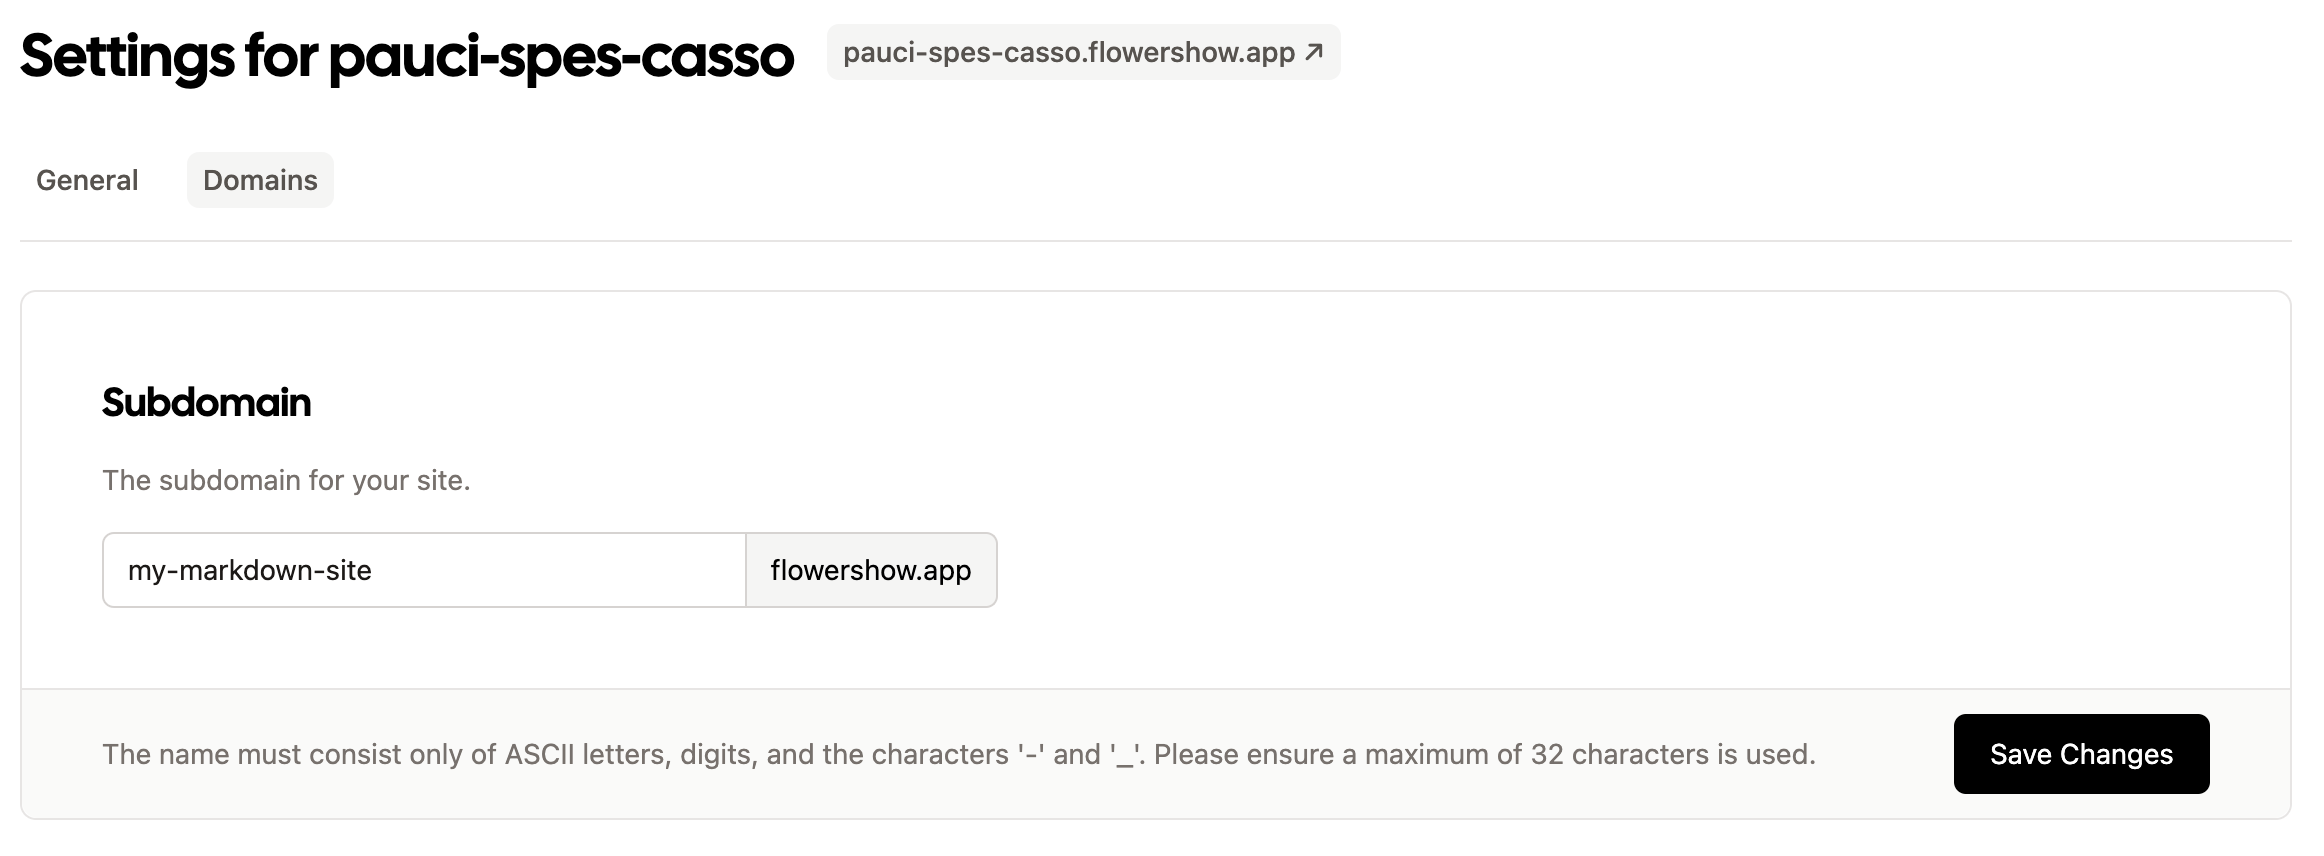 Settings for pauci-spes-casso
pauci-spes-casso.flowershow.app ↗
General
Domains
Subdomain
The subdomain for your site.
my-markdown-site
flowershow.app
The name must consist only of ASCII letters, digits, and the characters '-' and '_'. Please ensure a maximum of 32 characters is used.
Save Changes